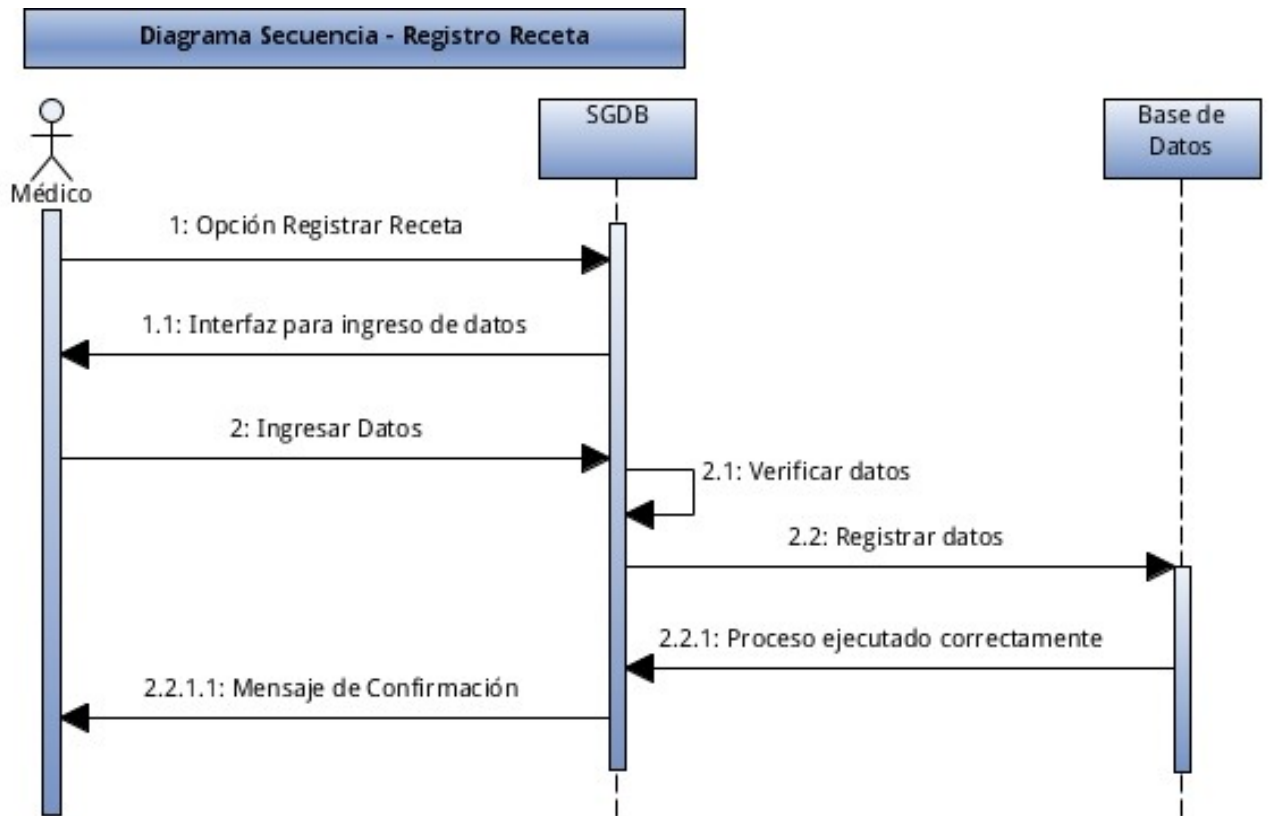 Diagrama Secuencia - Registro Receta
Médico
SGDB
Base de
Datos
1: Opción Registrar Receta
1.1: Interfaz para ingreso de datos
2: Ingresar Datos
2.1: Verificar datos
2.2: Registrar datos
2.2.1: Proceso ejecutado correctamente
2.2.1.1: Mensaje de Confirmación